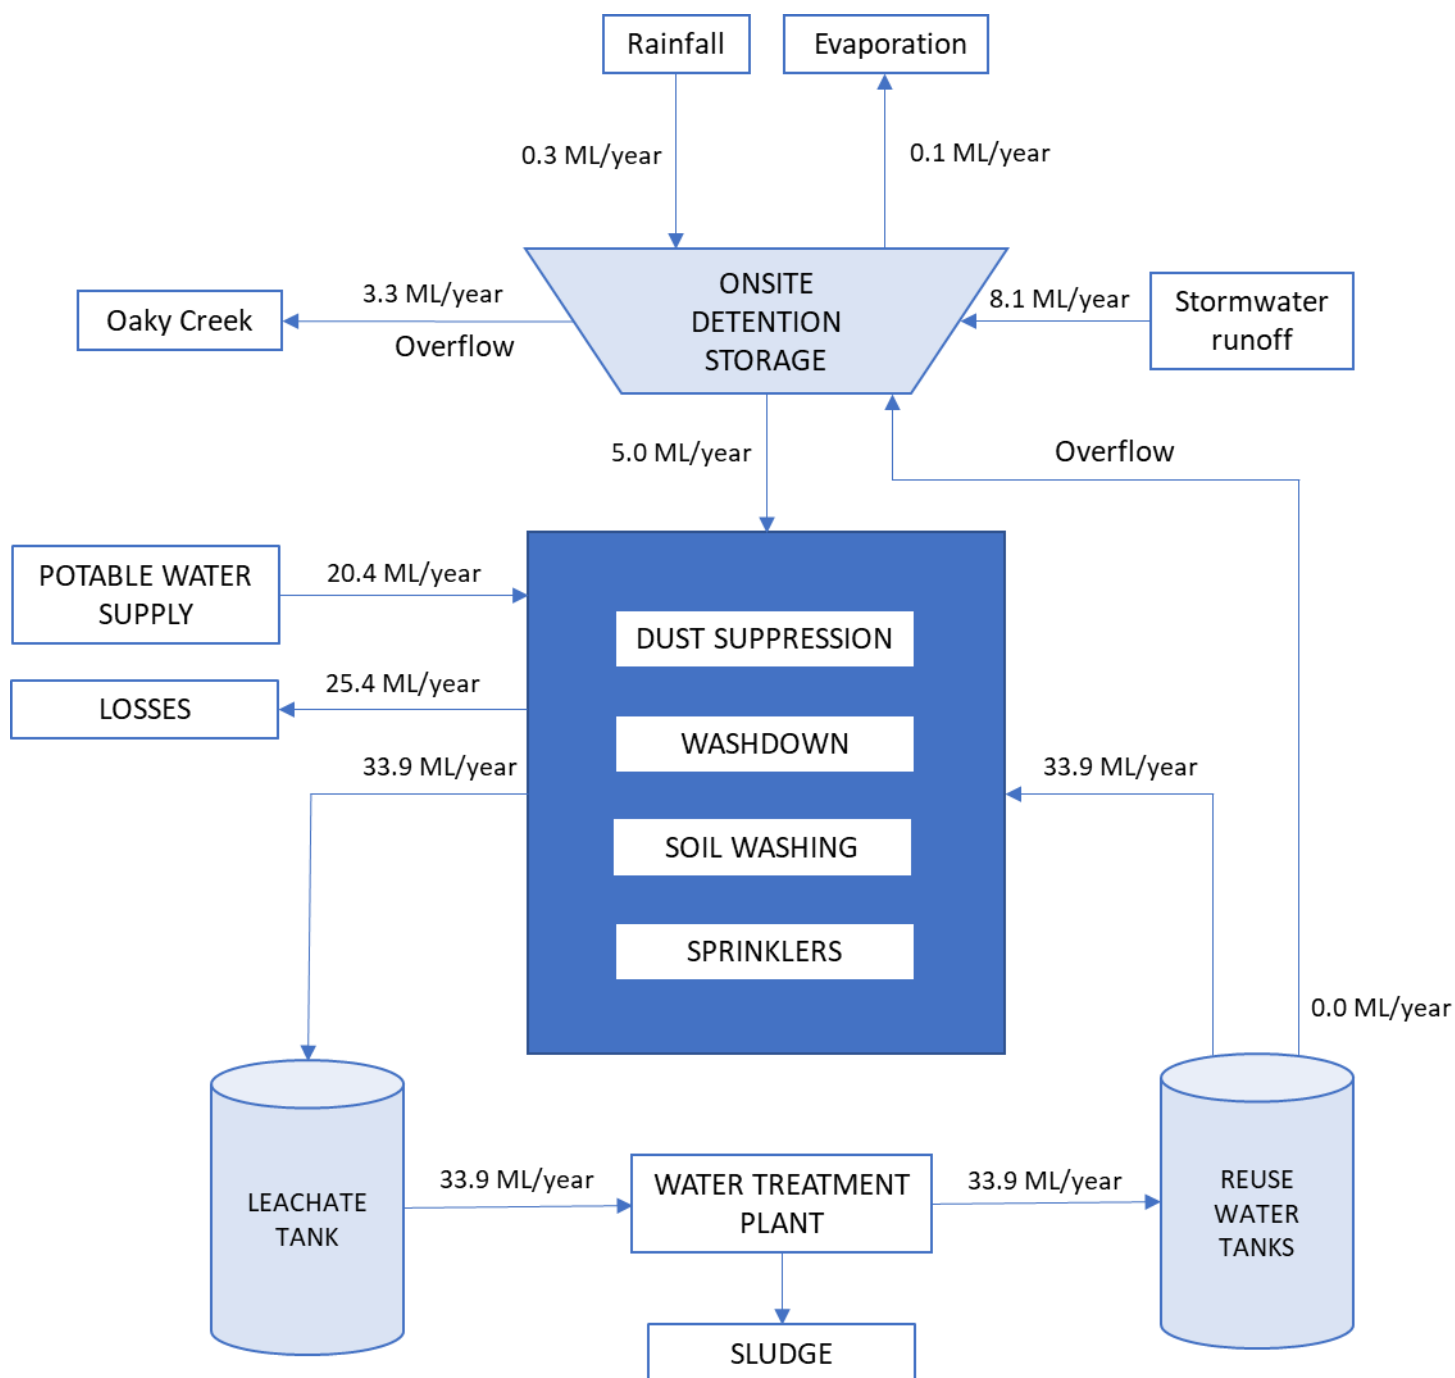 Rainfall
Evaporation
0.3 ML/year
0.1 ML/year
ONSITE
DETENTION
STORAGE
3.3 ML/year
Oaky Creek
Overflow
8.1 ML/year
Stormwater
runoff
5.0 ML/year
Overflow
POTABLE WATER
SUPPLY
20.4 ML/year
DUST SUPPRESSION
LOSSES
25.4 ML/year
WASHDOWN
33.9 ML/year
33.9 ML/year
SOIL WASHING
SPRINKLERS
0.0 ML/year
LEACHATE
TANK
33.9 ML/year
WATER TREATMENT
PLANT
33.9 ML/year
REUSE
WATER
TANKS
SLUDGE